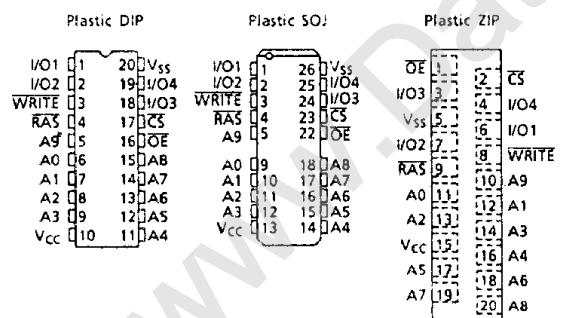 Plastic DIP
I/O1 1 20 VSS
I/O2 2 19 I/O4
WRITE 3 18 I/O3
RAS 4 17 CS
A9 5 16 OE
A0 6 15 A8
A1 7 14 A7
A2 8 13 A6
A3 9 12 A5
VCC 10 11 A4
Plastic SOJ
I/O1 1 26 VSS
I/O2 2 25 I/O4
WRITE 3 24 I/O3
RAS 4 23 CS
A9 5 22 OE
A0 9 18 A8
A1 10 17 A7
A2 11 16 A6
A3 12 15 A5
VCC 13 14 A4
Plastic ZIP
OE 1
2 CS
I/O3 3
4 I/O4
VSS 5
6 I/O1
I/O2 7
8 WRITE
RAS 9
10 A9
A0 11
12 A1
A2 13
14 A3
VCC 15
16 A4
A5 17
18 A6
A7 19
20 A8
www.Dat